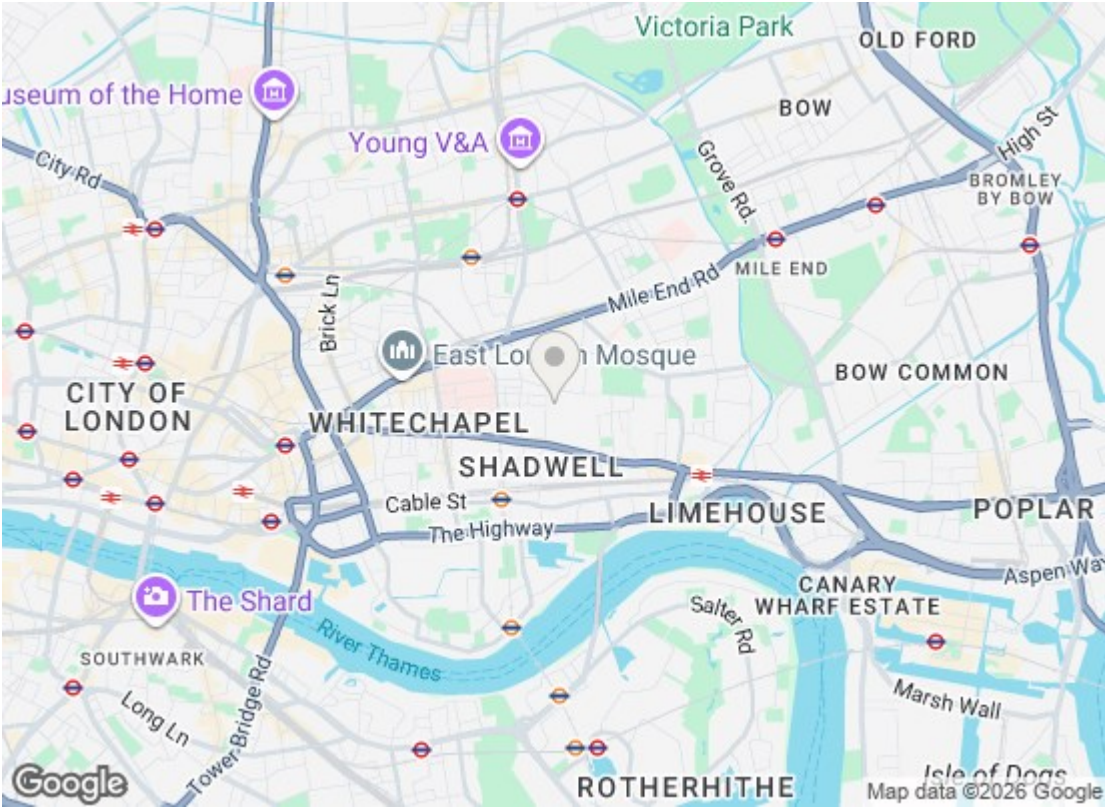 Victoria Park
OLD FORD
useum of the Home
BOW
High St
Young V&A
City Rd
Grove Rd.
BROMLEY
BY BOW
MILE END
Brick Ln
Mile End Rd
East London Mosque
BOW COMMON
CITY OF
LONDON
WHITECHAPEL
SHADWELL
Cable St
LIMEHOUSE
POPLAR
The Highway
Aspen Way
CANARY
WHARF ESTATE
The Shard
Salter Rd
River Thames
SOUTHWARK
Marsh Wall
Long Ln
Tower Bridge Rd
Isle of Dogs
Google
ROTHERHITHE
Map data ©2026 Google